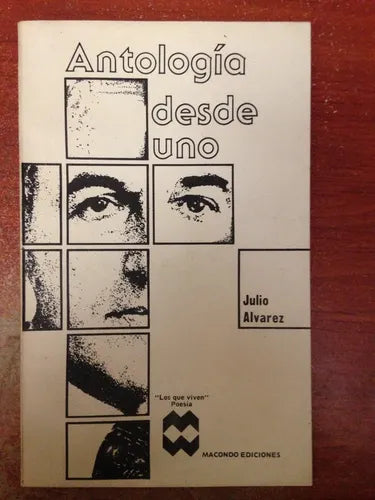 Antología
desde
uno
Julio
Alvarez
"Los que viven"
Poesía
MACONDO EDICIONES